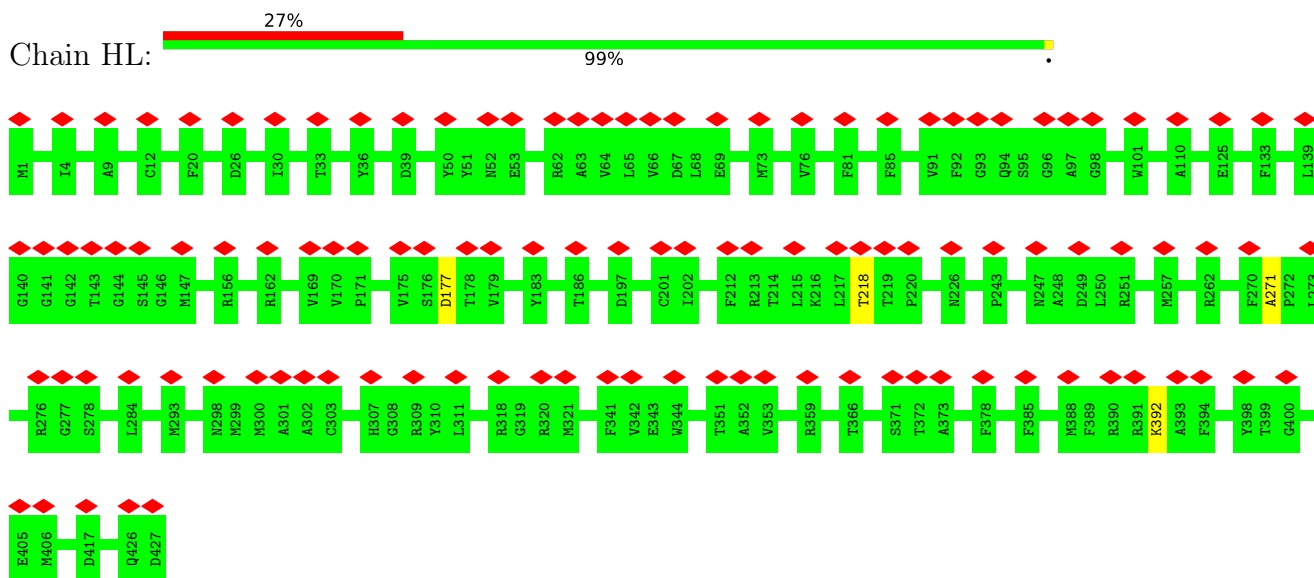 27%
Chain HL:
99%
•
M1 I4 A9 C12 F20 D26 I30 T33 Y36 D39 Y50 Y51 N52 E53 R62 A63 V64 L65 V66 D67 L68 E69 M73 V76 F81 F85 V91 F92 G93 Q94 S95 G96 A97 G98 W101 A110 E125 F133 L139
G140 G141 G142 T143 G144 S145 G146 M147 R156 R162 V169 V170 P171 V175 S176 D177 T178 V179 Y183 T186 D197 C201 I202 F212 R213 T214 L215 K216 L217 T218 T219 P220 N226 P243 N247 A248 D249 L250 R251 M257 R262 F270 A271 P272 L273
R276 G277 S278 L284 M293 N298 M299 M300 A301 A302 C303 H307 G308 R309 Y310 L311 R318 G319 R320 M321 F341 V342 E343 W344 T351 A352 V353 R359 T366 S371 T372 A373 F378 F385 M388 F389 R390 R391 K392 A393 F394 Y398 T399 G400
E405 M406 D417 Q426 D427